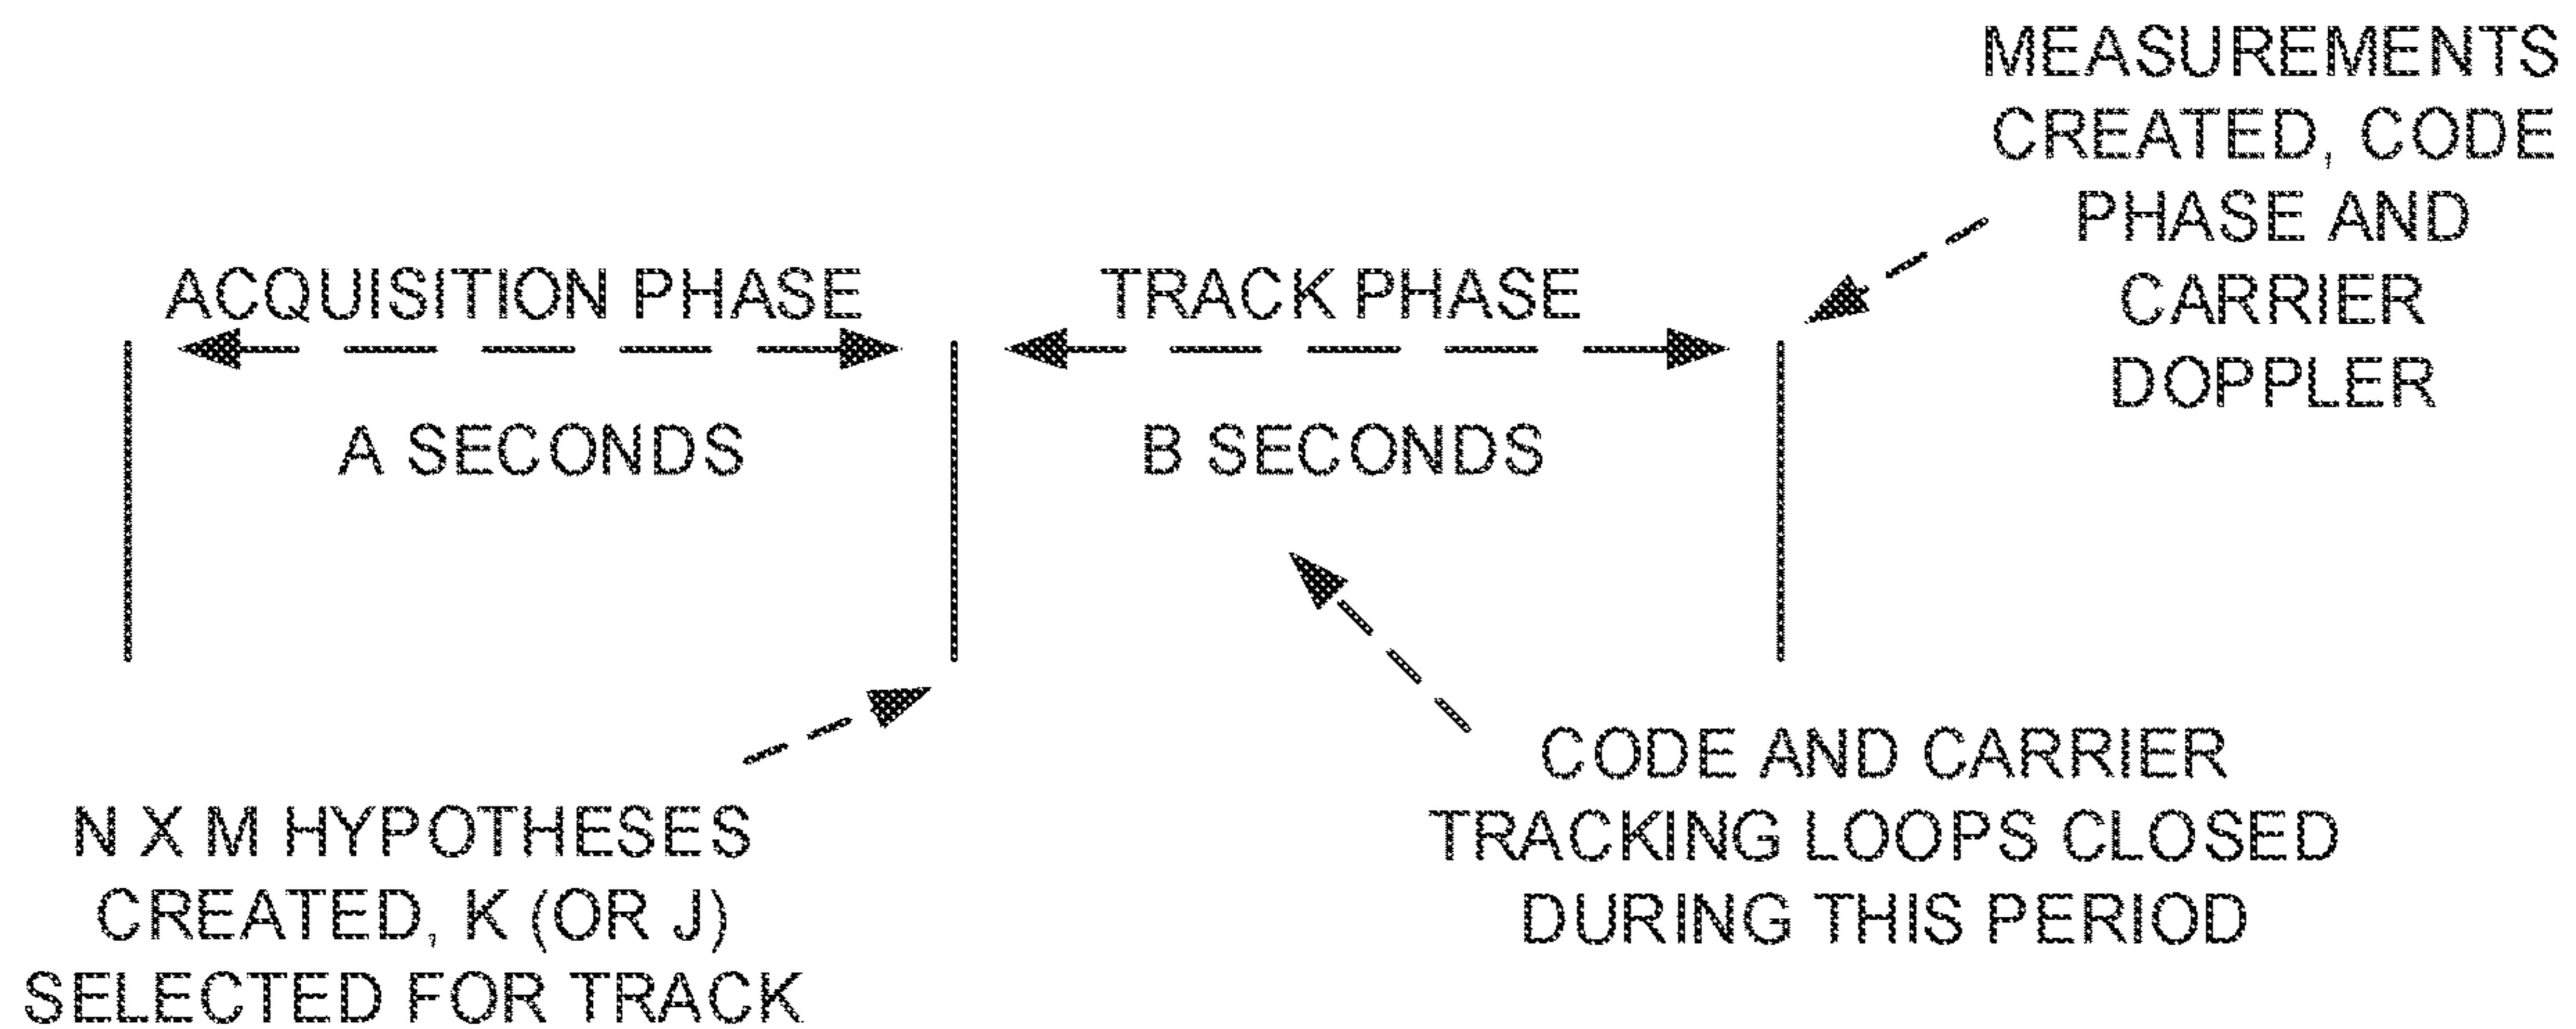 MEASUREMENTS
CREATED, CODE
PHASE AND
CARRIER
DOPPLER
ACQUISITION PHASE
TRACK PHASE
A SECONDS
B SECONDS
N X M HYPOTHESES
CREATED, K (OR J)
SELECTED FOR TRACK
CODE AND CARRIER
TRACKING LOOPS CLOSED
DURING THIS PERIOD